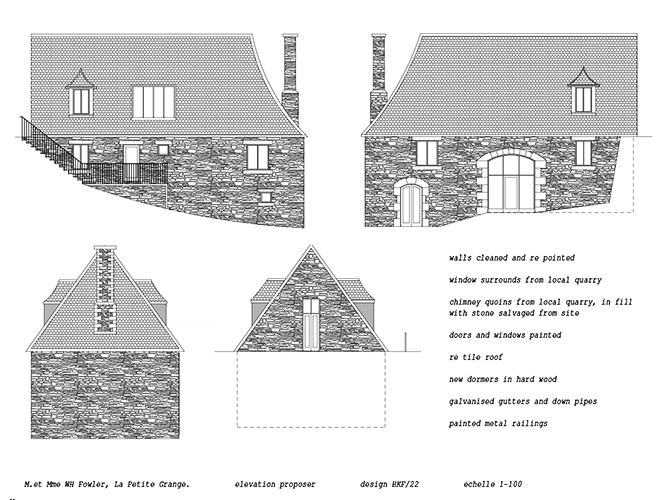 walls cleaned and re pointed
window surrounds from local quarry
chimney quoins from local quarry, in fill
with stone salvaged from site
doors and windows painted
re tile roof
new dormers in hard wood
galvanised gutters and down pipes
painted metal railings
M.et Mme WH Fowler, La Petite Grange. elevation proposer design HKF/22 echelle 1-100